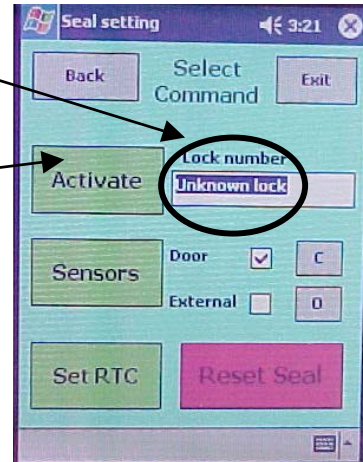 Seal setting 3:21
Back Select Command Exit
Activate Lock number
Unknown lock
Sensors Door C
External O
Set RTC Reset Seal